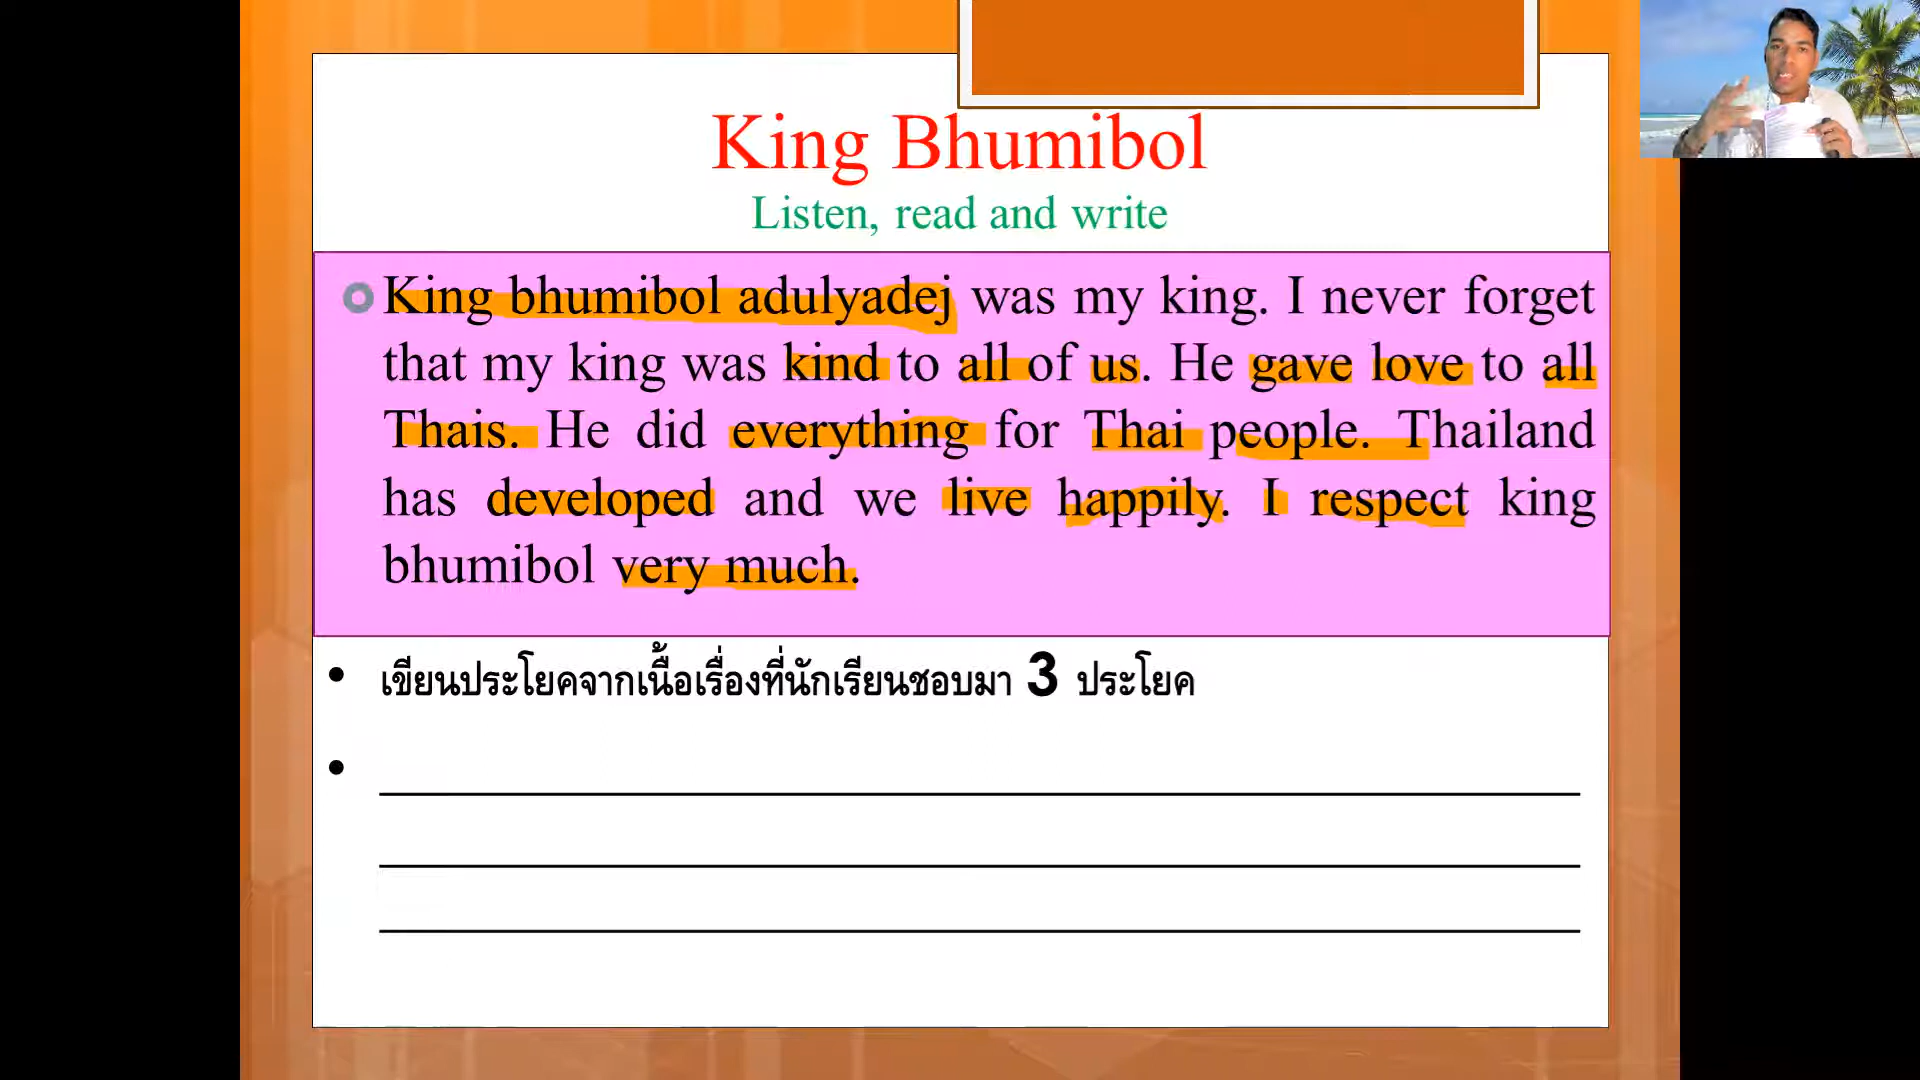 King Bhumibol
Listen, read and write
King bhumibol adulyadej was my king. I never forget
that my king was kind to all of us. He gave love to all
Thais. He did everything for Thai people. Thailand
has developed and we live happily. I respect king
bhumibol very much.
เขียนประโยคจากเนื้อเรื่องที่นักเรียนชอบมา 3 ประโยค